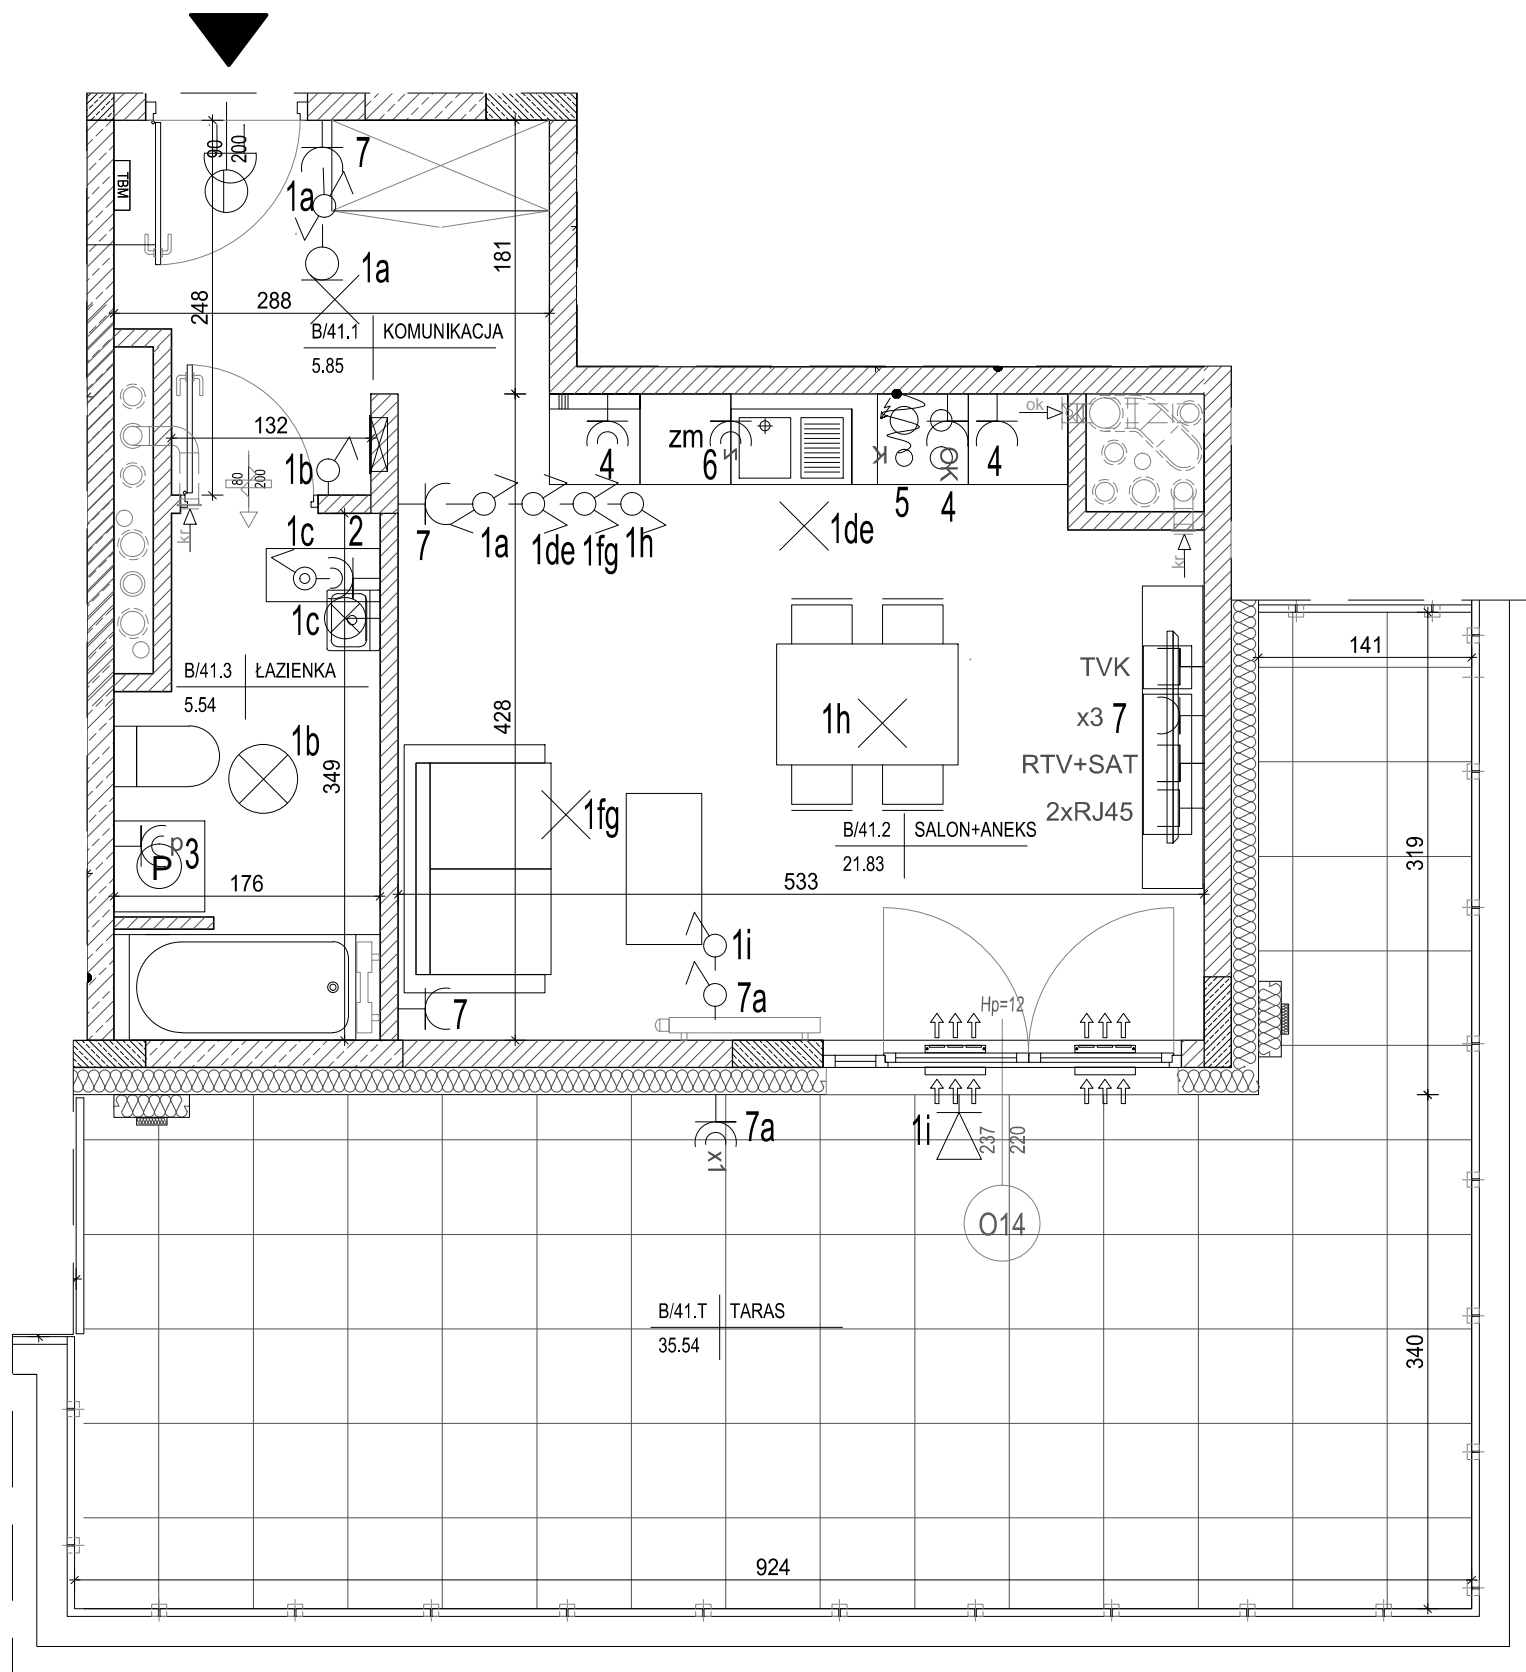 90
200
TBM
7
1a
1a
181
248
288
B/41.1 KOMUNIKACJA
5.85
132
1b
80
200
kr
ok
zm
4
6
K
5
OK
4
4
1c
2
7
1a
1de
1fg
1h
1de
kr
1c
B/41.3 ŁAZIENKA
5.54
428
TVK
141
x3 7
1h
1b
349
RTV+SAT
2xRJ45
1fg
B/41.2 SALON+ANEKS
21.83
p3
P
176
533
319
1i
7a
7
Hp=12
7a
x1
1i
237
220
O14
B/41.T TARAS
35.54
340
924